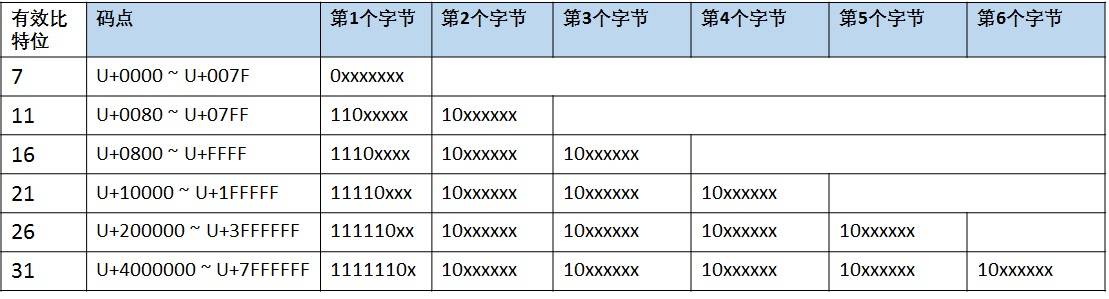 有效比特位 码点 第1个字节 第2个字节 第3个字节 第4个字节 第5个字节 第6个字节
7 U+0000 ~ U+007F 0xxxxxxx
11 U+0080 ~ U+07FF 110xxxxx 10xxxxxx
16 U+0800 ~ U+FFFF 1110xxxx 10xxxxxx 10xxxxxx
21 U+10000 ~ U+1FFFFF 11110xxx 10xxxxxx 10xxxxxx 10xxxxxx
26 U+200000 ~ U+3FFFFFF 111110xx 10xxxxxx 10xxxxxx 10xxxxxx 10xxxxxx
31 U+4000000 ~ U+7FFFFFF 1111110x 10xxxxxx 10xxxxxx 10xxxxxx 10xxxxxx 10xxxxxx